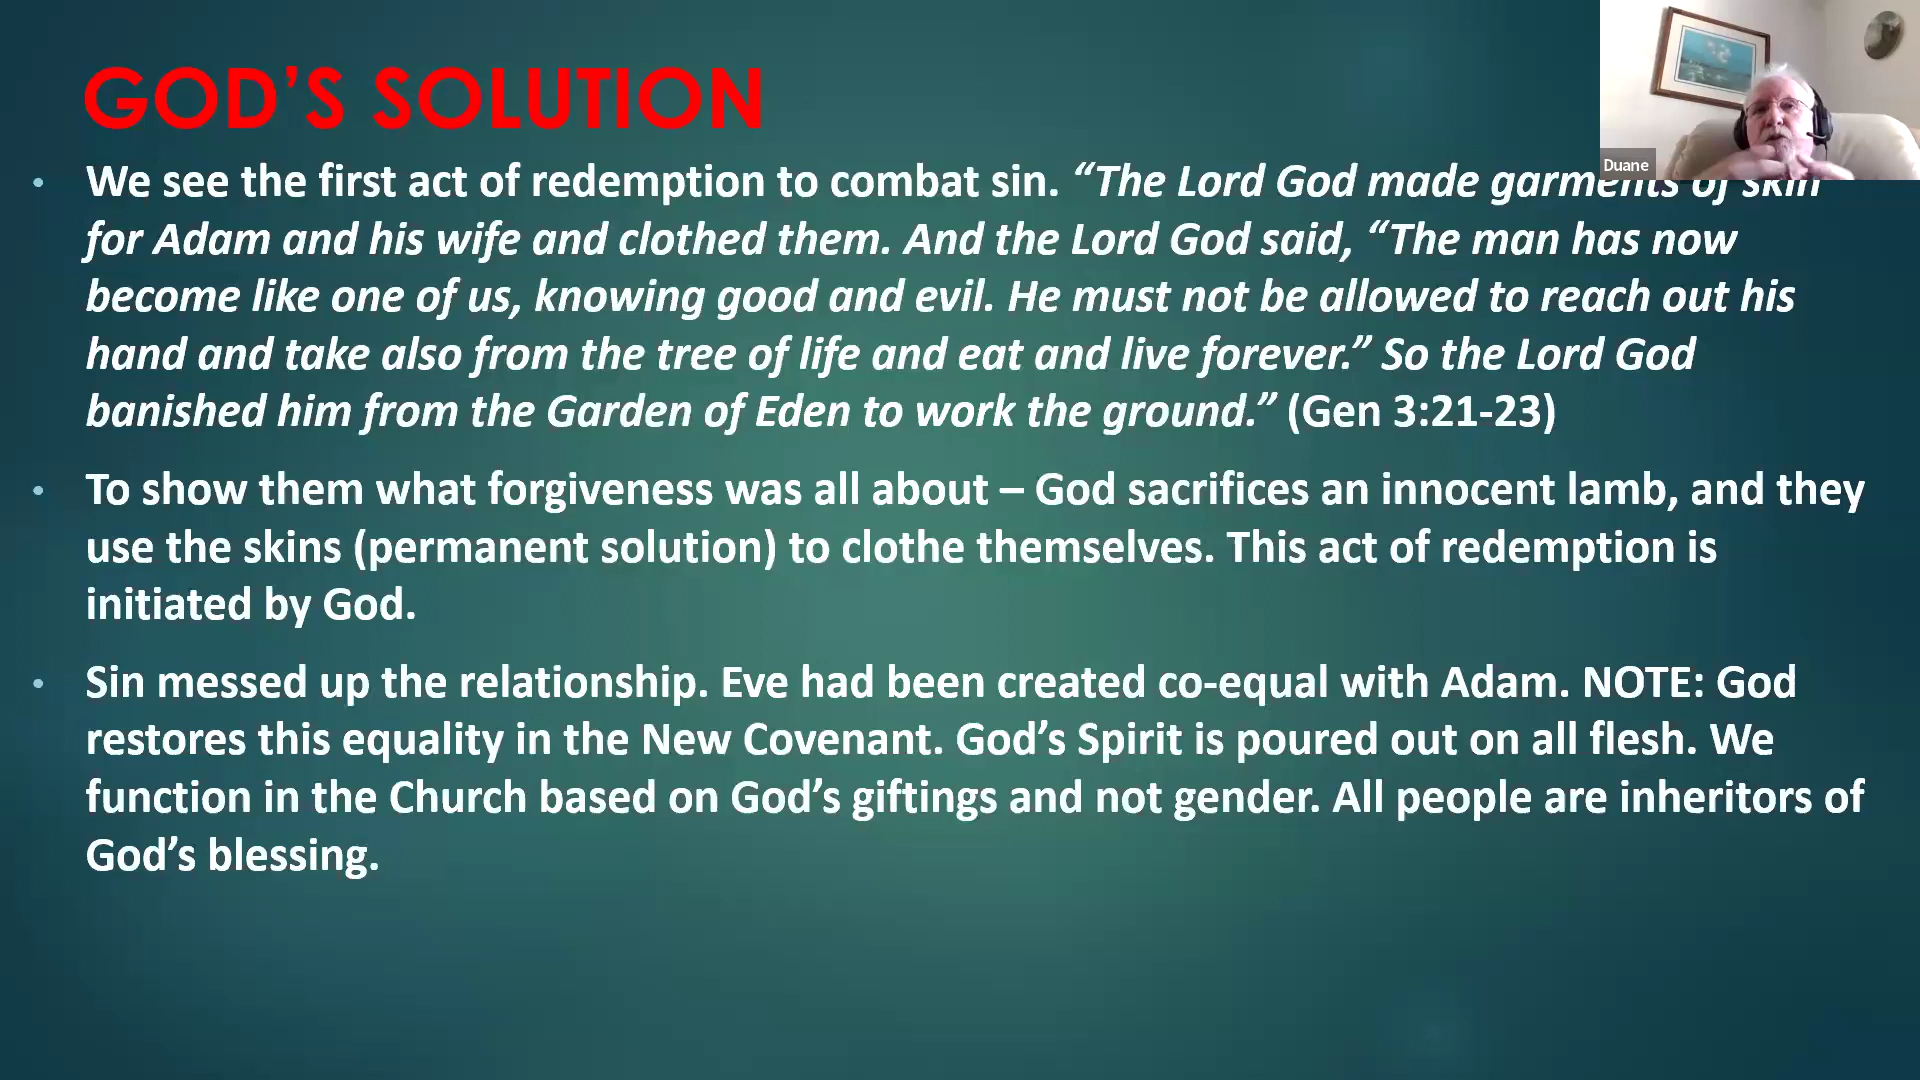 GOD’S SOLUTION
Duane
• We see the first act of redemption to combat sin. “The Lord God made garments of skin
for Adam and his wife and clothed them. And the Lord God said, “The man has now
become like one of us, knowing good and evil. He must not be allowed to reach out his
hand and take also from the tree of life and eat and live forever.” So the Lord God
banished him from the Garden of Eden to work the ground.” (Gen 3:21-23)
• To show them what forgiveness was all about – God sacrifices an innocent lamb, and they
use the skins (permanent solution) to clothe themselves. This act of redemption is
initiated by God.
• Sin messed up the relationship. Eve had been created co-equal with Adam. NOTE: God
restores this equality in the New Covenant. God’s Spirit is poured out on all flesh. We
function in the Church based on God’s giftings and not gender. All people are inheritors of
God’s blessing.